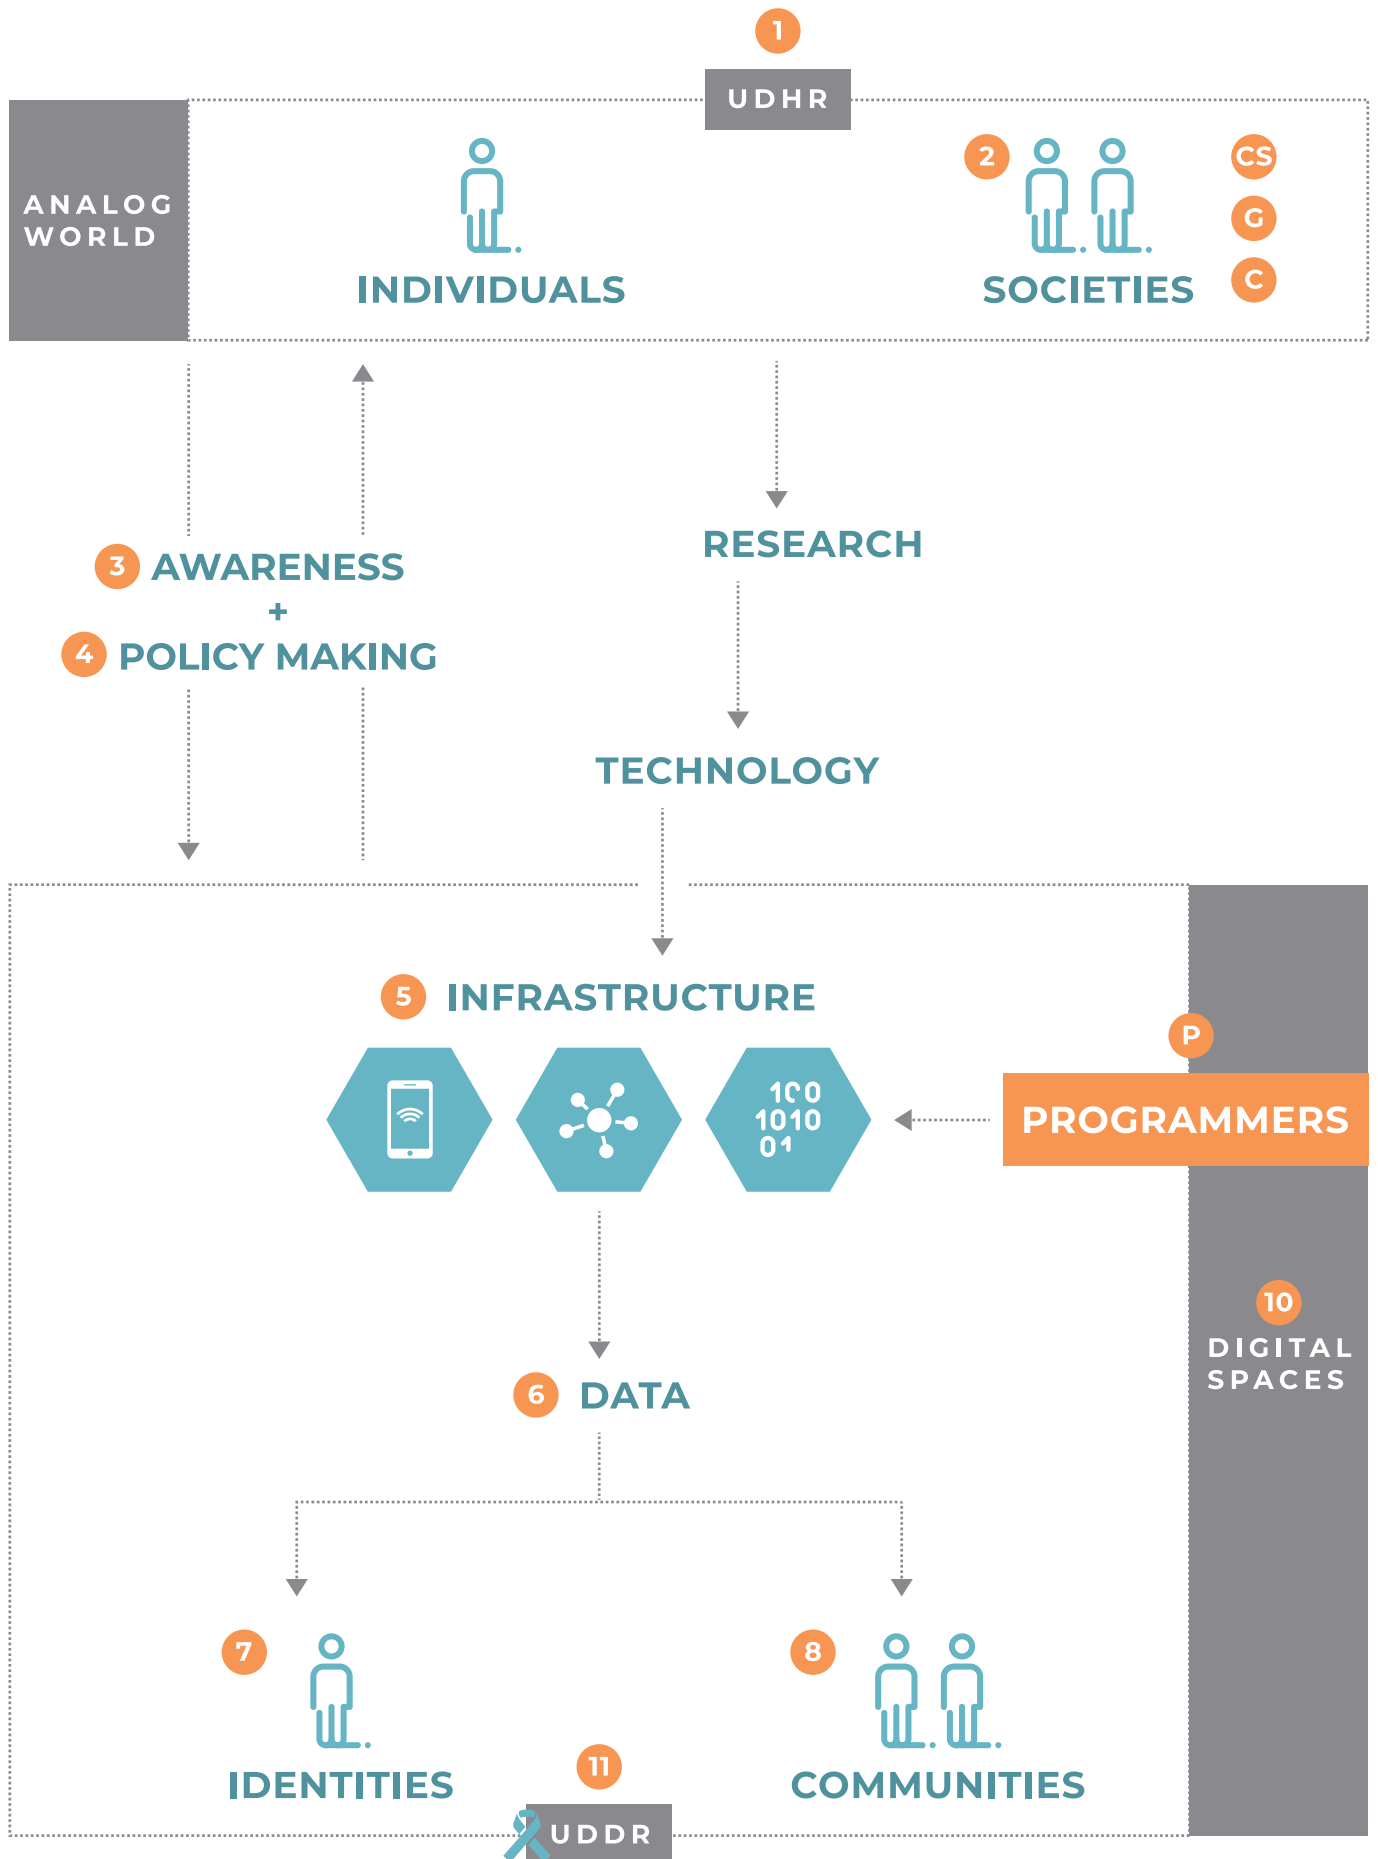 1
UDHR
ANALOG
WORLD
INDIVIDUALS
2
SOCIETIES
CS
G
C
3 AWARENESS
+
4 POLICY MAKING
RESEARCH
TECHNOLOGY
5 INFRASTRUCTURE
100
1010
01
P
PROGRAMMERS
10
DIGITAL
SPACES
6 DATA
7
IDENTITIES
8
COMMUNITIES
11
UDDR